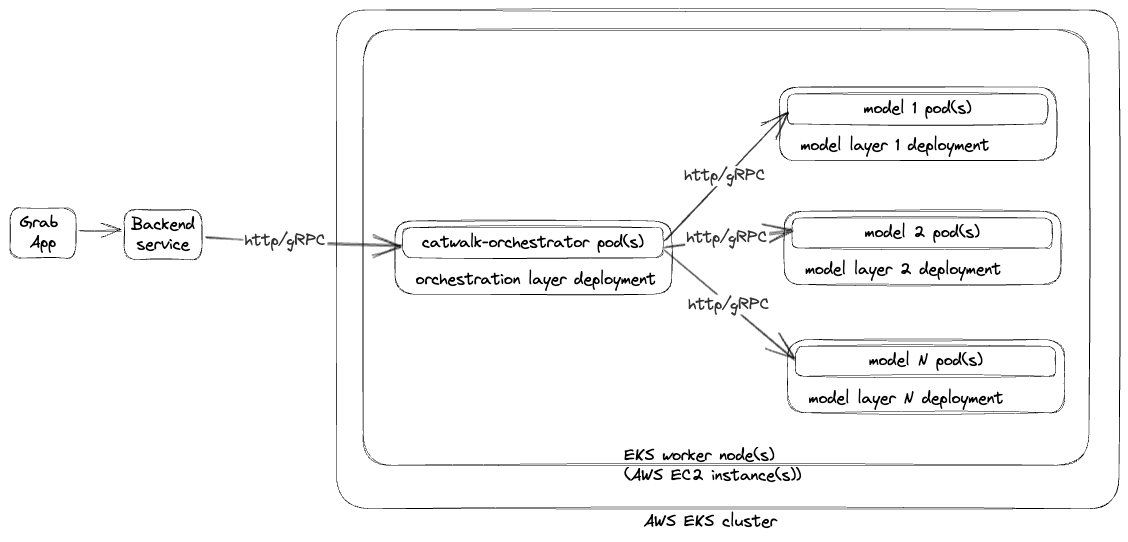 Grab
App
Backend
service
http/gRPC
catwalk-orchestrator pod(s)
orchestration layer deployment
http/gRPC
http/gRPC
http/gRPC
model 1 pod(s)
model layer 1 deployment
model 2 pod(s)
model layer 2 deployment
model N pod(s)
model layer N deployment
EKS worker node(s)
(AWS EC2 instance(s))
AWS EKS cluster